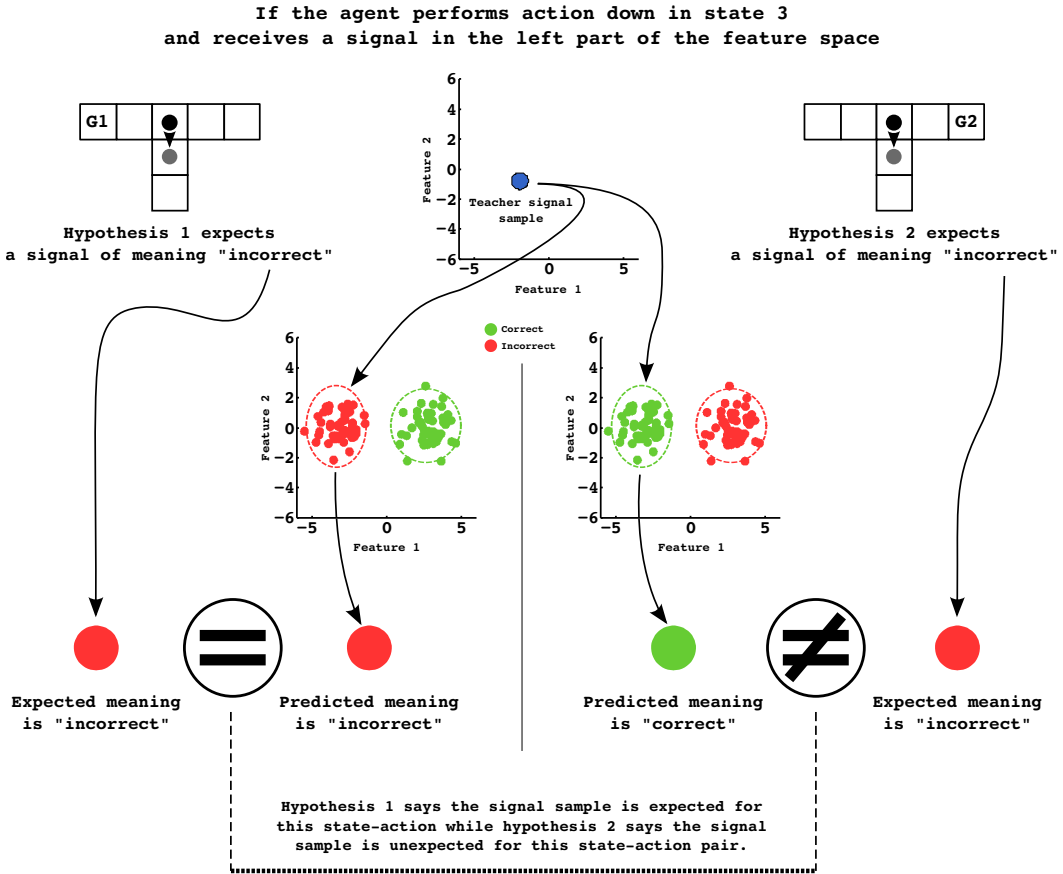 If the agent performs action down in state 3
and receives a signal in the left part of the feature space
G1
Hypothesis 1 expects
a signal of meaning "incorrect"
6
4
2
0
−2
−4
−6
−5
0
5
Feature 2
Feature 1
Teacher signal
sample
G2
Hypothesis 2 expects
a signal of meaning "incorrect"
Correct
Incorrect
6
4
2
0
−2
−4
−6
−5
0
5
Feature 2
Feature 1
6
4
2
0
−2
−4
−6
−5
0
5
Feature 2
Feature 1
Expected meaning
is "incorrect"
=
Predicted meaning
is "incorrect"
Predicted meaning
is "correct"
≠
Expected meaning
is "incorrect"
Hypothesis 1 says the signal sample is expected for
this state-action while hypothesis 2 says the signal
sample is unexpected for this state-action pair.